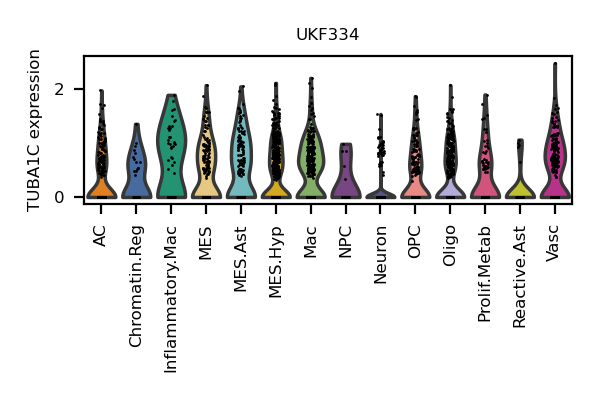 UKF334
TUBA1C expression
2
0
AC
Chromatin.Reg
Inflammatory.Mac
MES
MES.Ast
MES.Hyp
Mac
NPC
Neuron
OPC
Oligo
Prolif.Metab
Reactive.Ast
Vasc